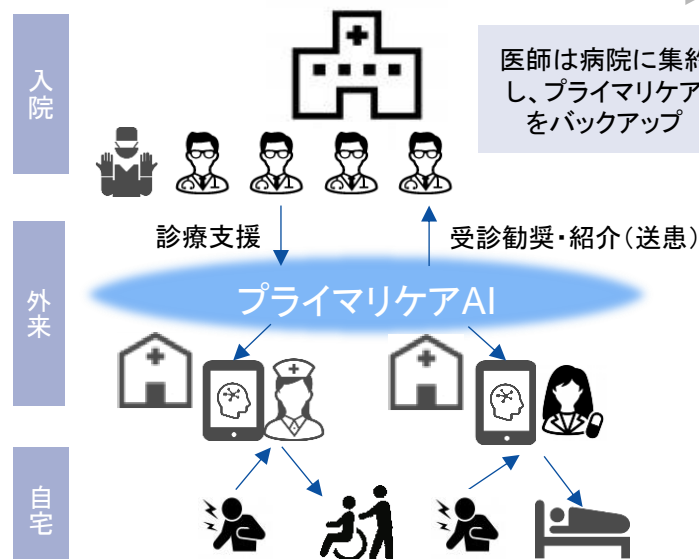 入院
医師は病院に集約
し、プライマリケア
をバックアップ
診療支援
受診勧奨・紹介(送患)
プライマリケアAI
外来
自宅